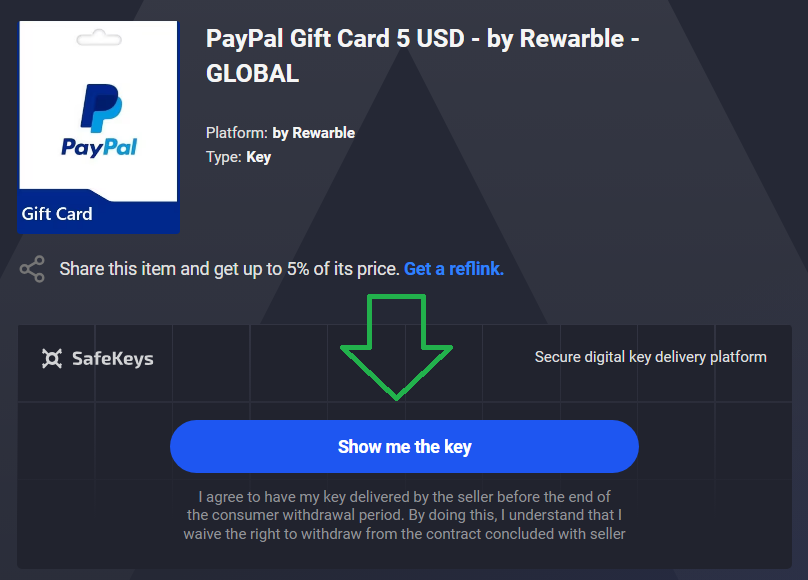 PayPal Gift Card 5 USD - by Rewarble -
GLOBAL
Platform: by Rewarble
Type: Key
PayPal
Gift Card
Share this item and get up to 5% of its price. Get a reflink.
SafeKeys
Secure digital key delivery platform
Show me the key
I agree to have my key delivered by the seller before the end of
the consumer withdrawal period. By doing this, I understand that I
waive the right to withdraw from the contract concluded with seller